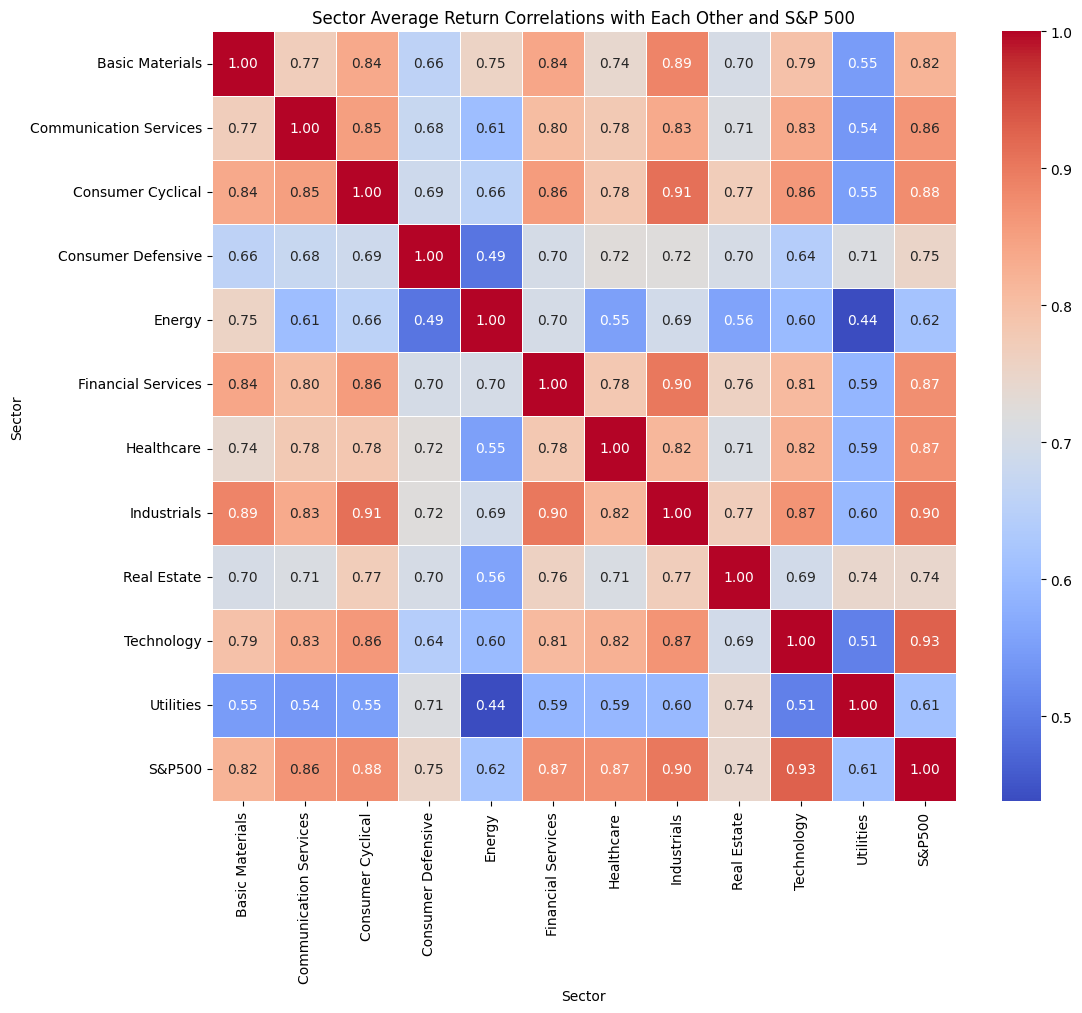 Sector Average Return Correlations with Each Other and S&P 500
Basic Materials 1.00 0.77 0.84 0.66 0.75 0.84 0.74 0.89 0.70 0.79 0.55 0.82
Communication Services 0.77 1.00 0.85 0.68 0.61 0.80 0.78 0.83 0.71 0.83 0.54 0.86
Consumer Cyclical 0.84 0.85 1.00 0.69 0.66 0.86 0.78 0.91 0.77 0.86 0.55 0.88
Consumer Defensive 0.66 0.68 0.69 1.00 0.49 0.70 0.72 0.72 0.70 0.64 0.71 0.75
Energy 0.75 0.61 0.66 0.49 1.00 0.70 0.55 0.69 0.56 0.60 0.44 0.62
Financial Services 0.84 0.80 0.86 0.70 0.70 1.00 0.78 0.90 0.76 0.81 0.59 0.87
Healthcare 0.74 0.78 0.78 0.72 0.55 0.78 1.00 0.82 0.71 0.82 0.59 0.87
Industrials 0.89 0.83 0.91 0.72 0.69 0.90 0.82 1.00 0.77 0.87 0.60 0.90
Real Estate 0.70 0.71 0.77 0.70 0.56 0.76 0.71 0.77 1.00 0.69 0.74 0.74
Technology 0.79 0.83 0.86 0.64 0.60 0.81 0.82 0.87 0.69 1.00 0.51 0.93
Utilities 0.55 0.54 0.55 0.71 0.44 0.59 0.59 0.60 0.74 0.51 1.00 0.61
S&P500 0.82 0.86 0.88 0.75 0.62 0.87 0.87 0.90 0.74 0.93 0.61 1.00
Sector
Basic Materials
Communication Services
Consumer Cyclical
Consumer Defensive
Energy
Financial Services
Healthcare
Industrials
Real Estate
Technology
Utilities
S&P500
Sector
1.0
0.9
0.8
0.7
0.6
0.5